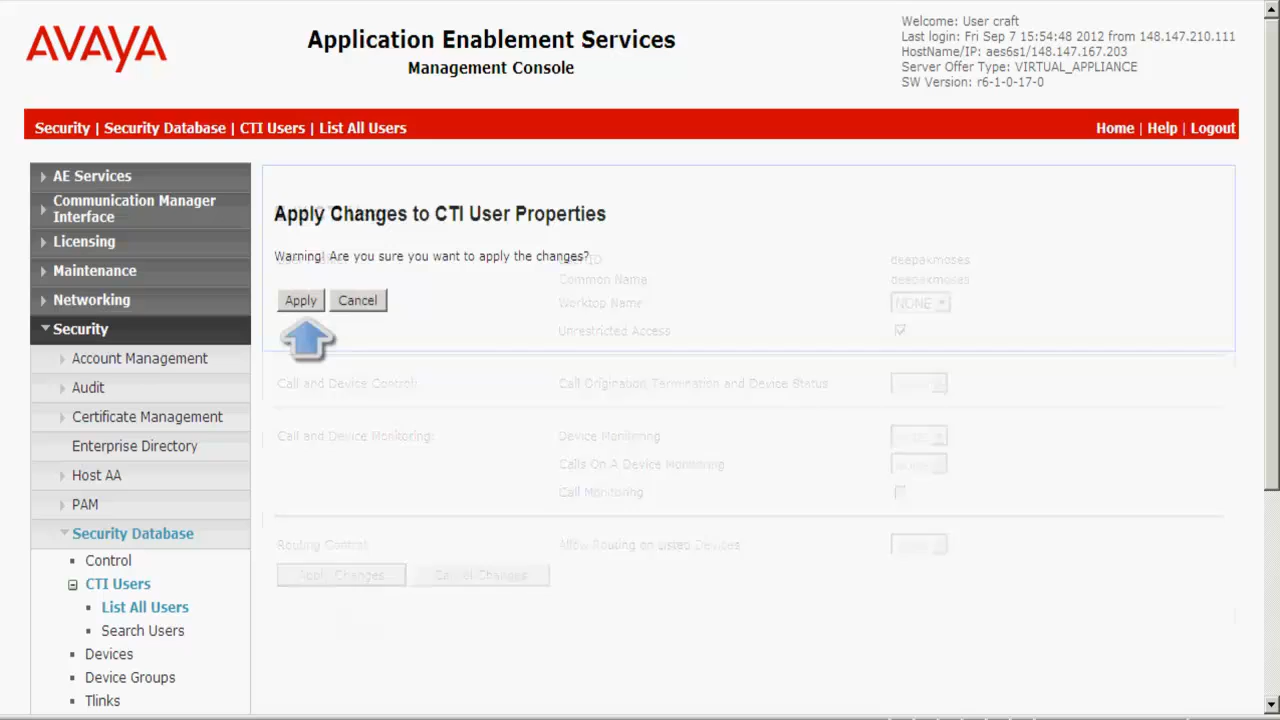 AVAYA
Application Enablement Services
Management Console
Welcome: User craft
Last login: Fri Sep 7 15:54:48 2012 from 148.147.210.111
HostName/IP: aes6s1/148.147.167.203
Server Offer Type: VIRTUAL_APPLIANCE
SW Version: r6-1-0-17-0
Security | Security Database | CTI Users | List All Users
Home | Help | Logout
AE Services
Communication Manager
Interface
Licensing
Maintenance
Networking
Security
Account Management
Audit
Certificate Management
Enterprise Directory
Host AA
PAM
Security Database
Control
CTI Users
List All Users
Search Users
Devices
Device Groups
Tlinks
Apply Changes to CTI User Properties
Warning! Are you sure you want to apply the changes?
Apply Cancel
deepakmoses
Common Name deepakmoses
Worktop Name NONE
Unrestricted Access
Call and Device Control: Call Origination, Termination and Device Status
Call and Device Monitoring: Device Monitoring
Calls On A Device Monitoring
Call Monitoring
Routing Control: Allow Routing on Listed Devices
Apply Changes Cancel Changes